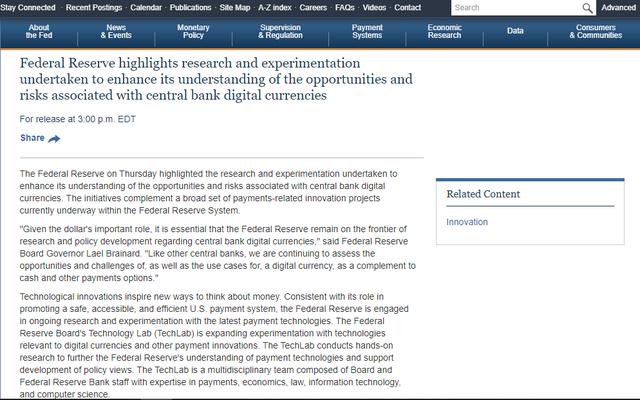 Stay Connected · Recent Postings · Calendar · Publications · Site Map · A-Z index · Careers · FAQs · Videos · Contact
Search
Advanced
About the Fed
News & Events
Monetary Policy
Supervision & Regulation
Payment Systems
Economic Research
Data
Consumers & Communities
Federal Reserve highlights research and experimentation
undertaken to enhance its understanding of the opportunities and
risks associated with central bank digital currencies
For release at 3:00 p.m. EDT
Share
The Federal Reserve on Thursday highlighted the research and experimentation undertaken to
enhance its understanding of the opportunities and risks associated with central bank digital
currencies. The initiatives complement a broad set of payments-related innovation projects
currently underway within the Federal Reserve System.
"Given the dollar's important role, it is essential that the Federal Reserve remain on the frontier of
research and policy development regarding central bank digital currencies," said Federal Reserve
Board Governor Lael Brainard. "Like other central banks, we are continuing to assess the
opportunities and challenges of, as well as the use cases for, a digital currency, as a complement to
cash and other payments options."
Technological innovations inspire new ways to think about money. Consistent with its role in
promoting a safe, accessible, and efficient U.S. payment system, the Federal Reserve is engaged
in ongoing research and experimentation with the latest payment technologies. The Federal
Reserve Board's Technology Lab (TechLab) is expanding experimentation with technologies
relevant to digital currencies and other payment innovations. The TechLab conducts hands-on
research to further the Federal Reserve's understanding of payment technologies and support
development of policy views. The TechLab is a multidisciplinary team composed of Board and
Federal Reserve Bank staff with expertise in payments, economics, law, information technology,
and computer science.
Related Content
Innovation